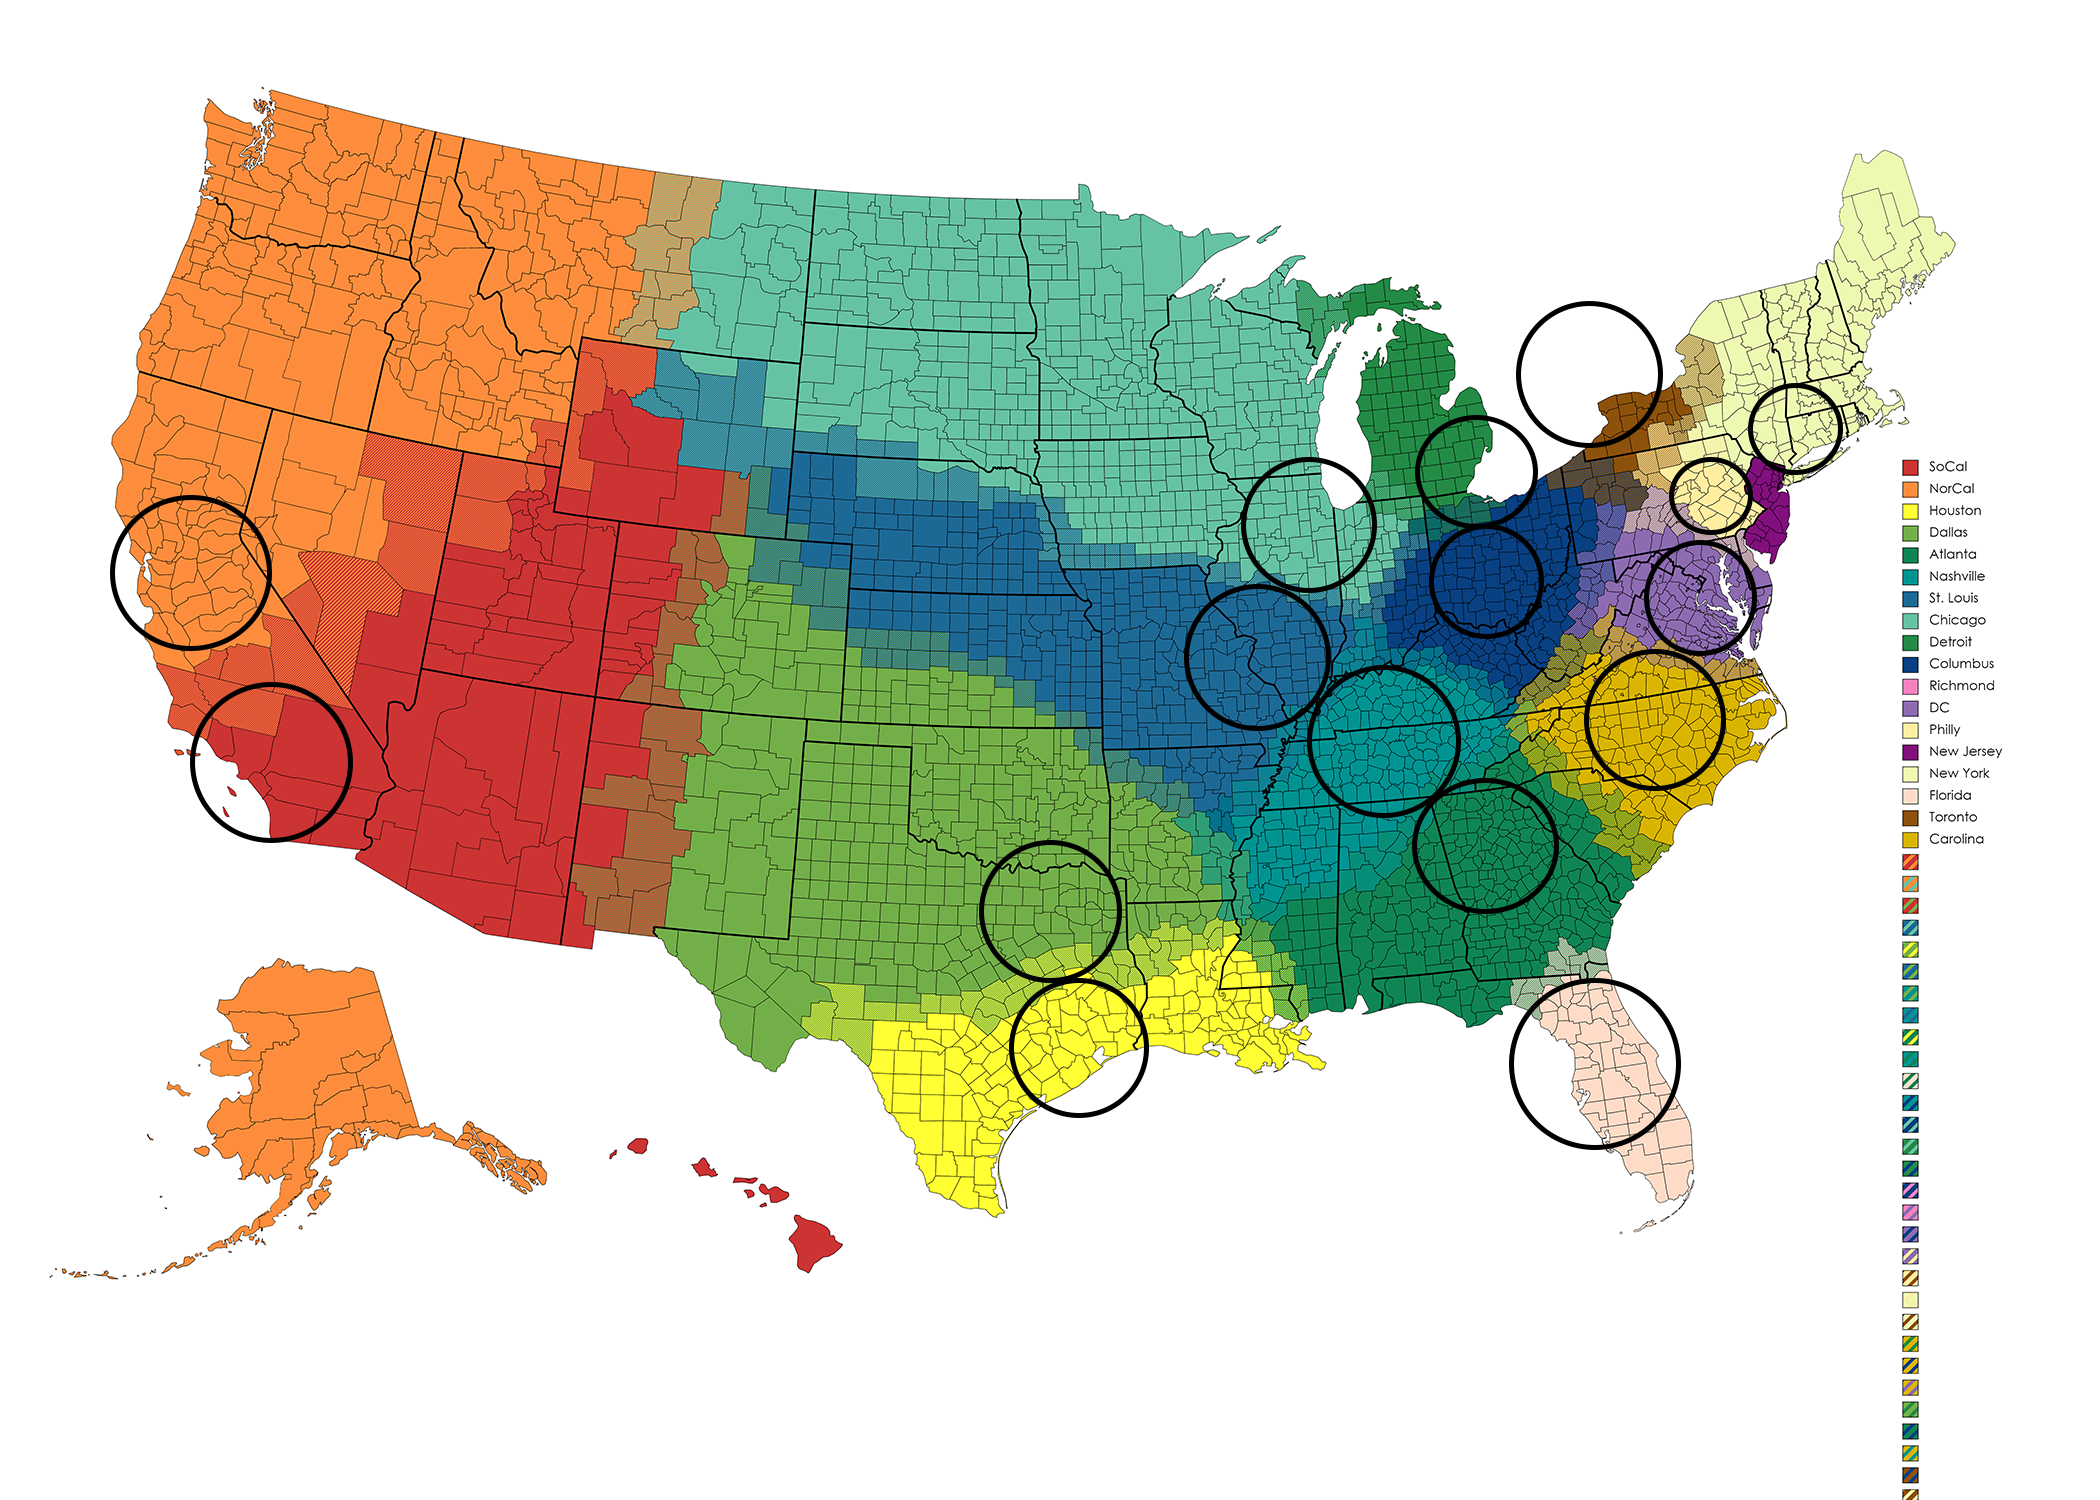 SoCal
NorCal
Houston
Dallas
Atlanta
Nashville
St. Louis
Chicago
Detroit
Columbus
Richmond
DC
Philly
New Jersey
New York
Florida
Toronto
Carolina